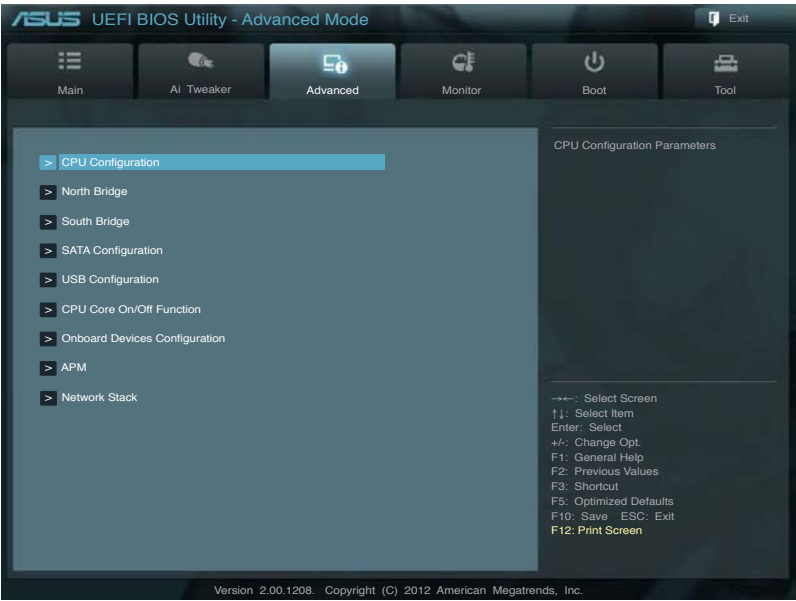 ASUS UEFI BIOS Utility - Advanced Mode
Exit
Main
Ai Tweaker
Advanced
Monitor
Boot
Tool
> CPU Configuration
> North Bridge
> South Bridge
> SATA Configuration
> USB Configuration
> CPU Core On/Off Function
> Onboard Devices Configuration
> APM
> Network Stack
CPU Configuration Parameters
→←: Select Screen
↑↓: Select Item
Enter: Select
+/-: Change Opt.
F1: General Help
F2: Previous Values
F3: Shortcut
F5: Optimized Defaults
F10: Save ESC: Exit
F12: Print Screen
Version 2.00.1208. Copyright (C) 2012 American Megatrends, Inc.